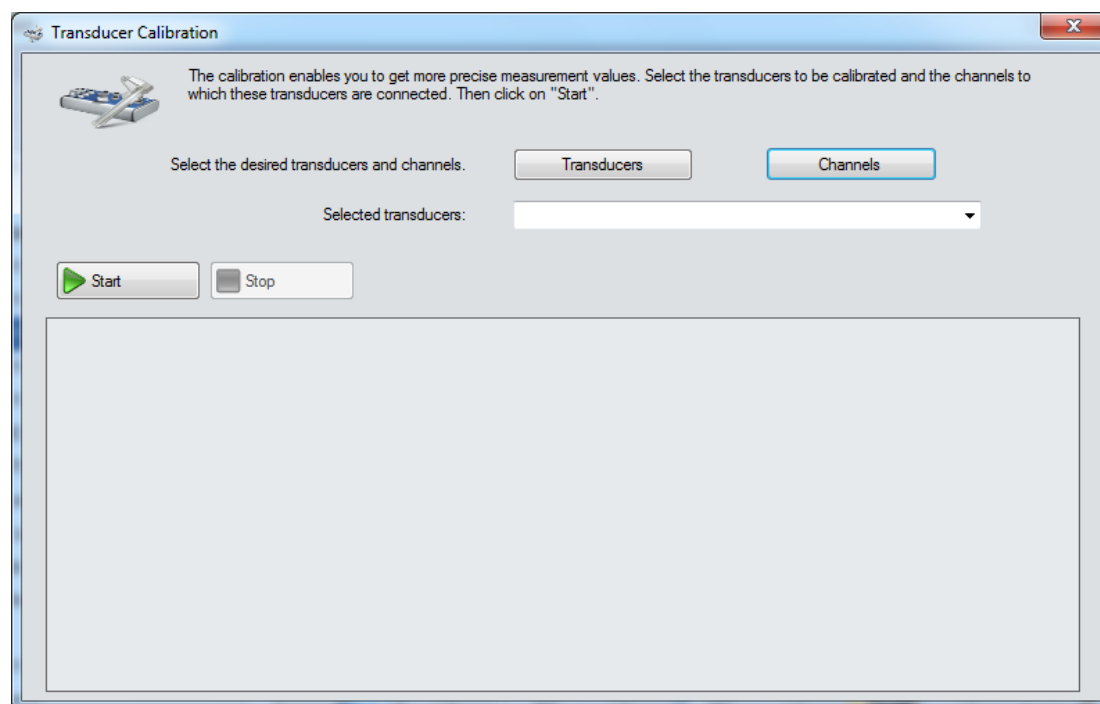 Transducer Calibration
X
The calibration enables you to get more precise measurement values. Select the transducers to be calibrated and the channels to
which these transducers are connected. Then click on "Start".
Select the desired transducers and channels. Transducers Channels
Selected transducers:
Start Stop